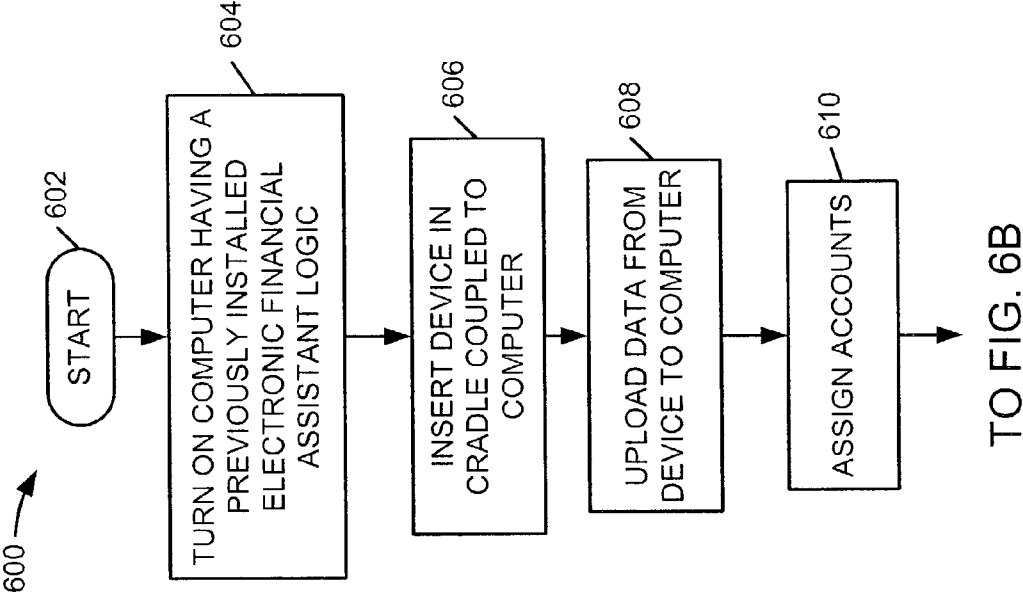 600
START
602
TURN ON COMPUTER HAVING A
PREVIOUSLY INSTALLED
ELECTRONIC FINANCIAL
ASSISTANT LOGIC
604
INSERT DEVICE IN
CRADLE COUPLED TO
COMPUTER
606
UPLOAD DATA FROM
DEVICE TO COMPUTER
608
ASSIGN ACCOUNTS
610
TO FIG. 6B